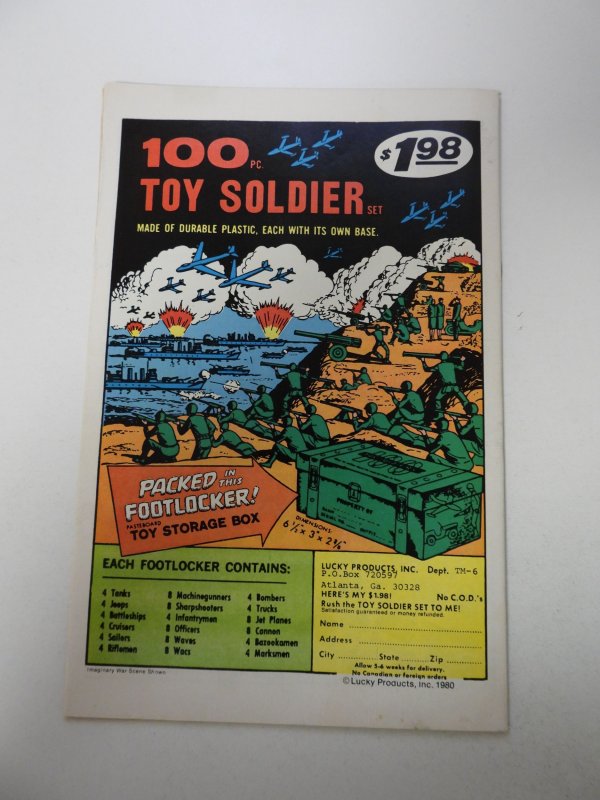 100 PC.
$1.98
TOY SOLDIER SET
MADE OF DURABLE PLASTIC, EACH WITH ITS OWN BASE.
PACKED IN THIS
FOOTLOCKER!
PASTEBOARD
TOY STORAGE BOX
PROPERTY OF
DIMENSIONS:
6 1/2" x 3" x 2 3/8"
EACH FOOTLOCKER CONTAINS:
4 Tanks
4 Jeeps
4 Battleships
4 Cruisers
4 Sailors
4 Riflemen
8 Machinegunners
8 Sharpshooters
4 Infantrymen
8 Officers
8 Waves
8 Wacs
4 Bombers
4 Trucks
8 Jet Planes
8 Cannon
4 Bazookamen
4 Marksmen
LUCKY PRODUCTS, INC. Dept. TM-6
P.O.Box 720597
Atlanta, Ga. 30328
HERE'S MY $1.98! No C.O.D.'s
Rush the TOY SOLDIER SET TO ME!
Satisfaction guaranteed or money refunded.
Name
Address
City State Zip
Allow 5-6 weeks for delivery.
No Canadian or foreign orders
Imaginary War Scene Shown
© Lucky Products, Inc. 1980